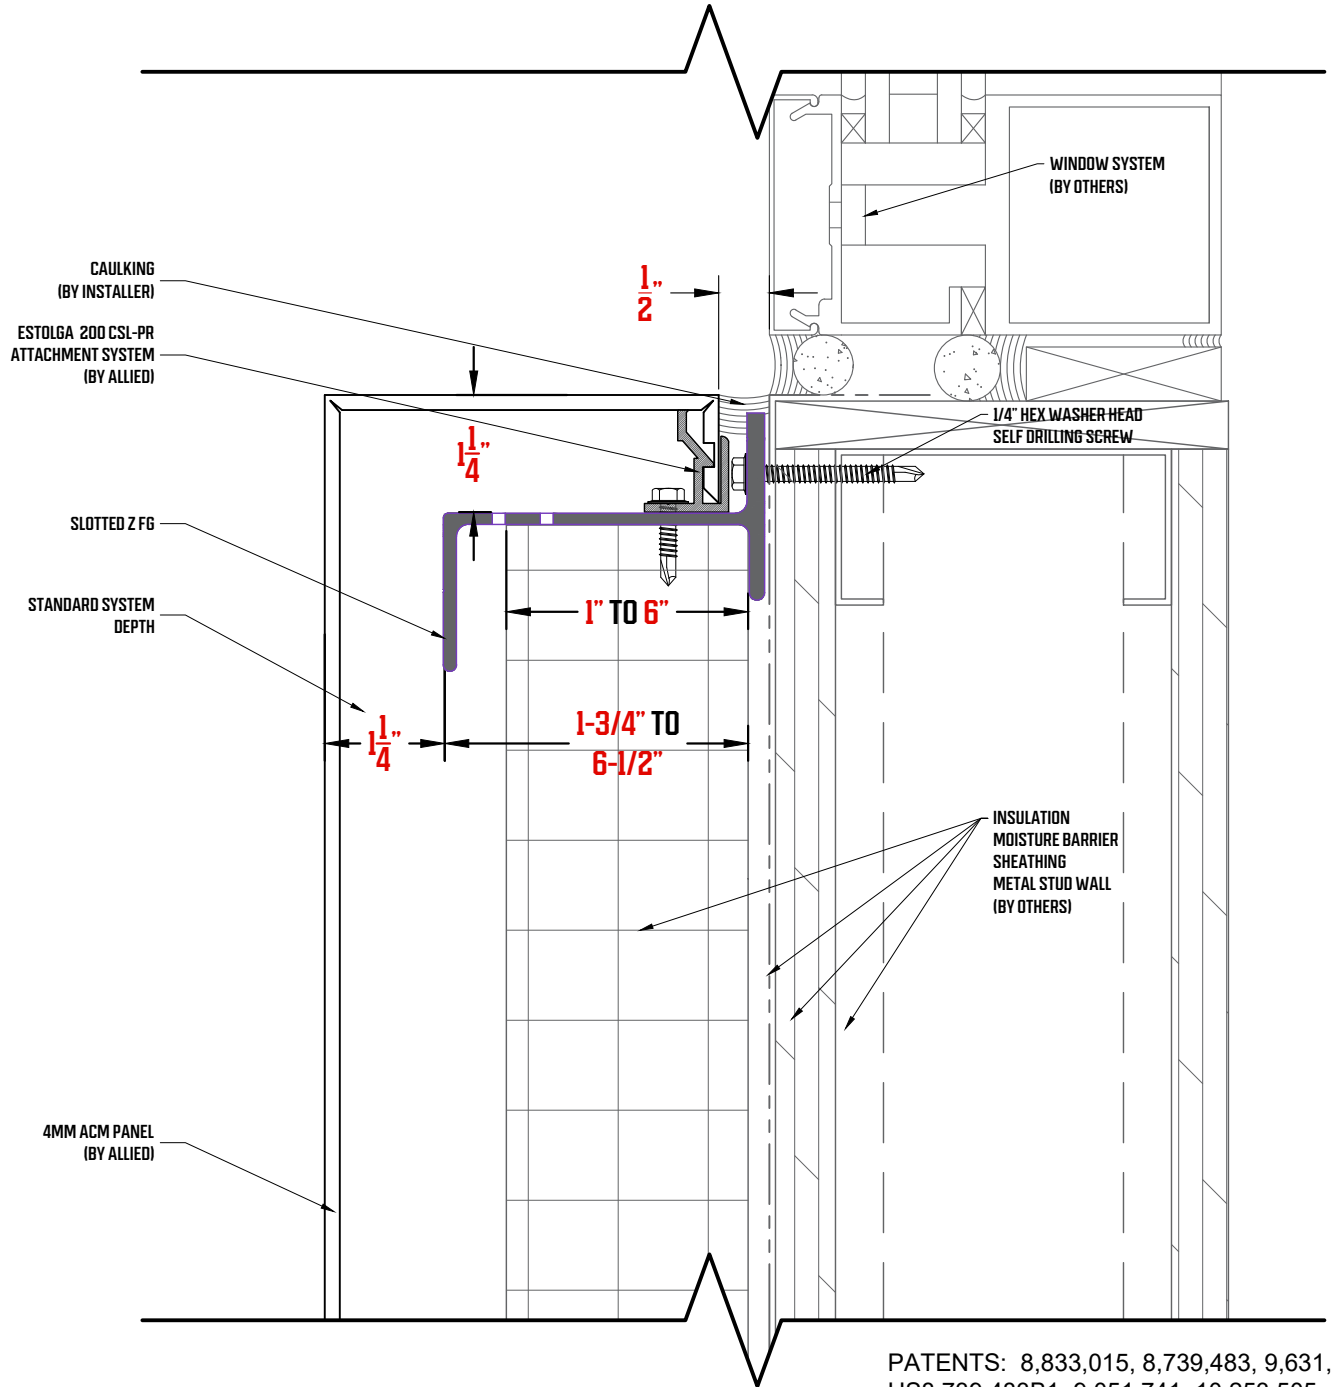 WINDOW SYSTEM
(BY OTHERS)
CAULKING
(BY INSTALLER)
1/2"
ESTOLGA 200 CSL-PR
ATTACHMENT SYSTEM
(BY ALLIED)
1/4" HEX WASHER HEAD
SELF DRILLING SCREW
1 1/4"
SLOTTED Z FG
STANDARD SYSTEM
DEPTH
1" TO 6"
1 1/4"
1-3/4" TO
6-1/2"
INSULATION
MOISTURE BARRIER
SHEATHING
METAL STUD WALL
(BY OTHERS)
4MM ACM PANEL
(BY ALLIED)
PATENTS: 8,833,015, 8,739,483, 9,631,